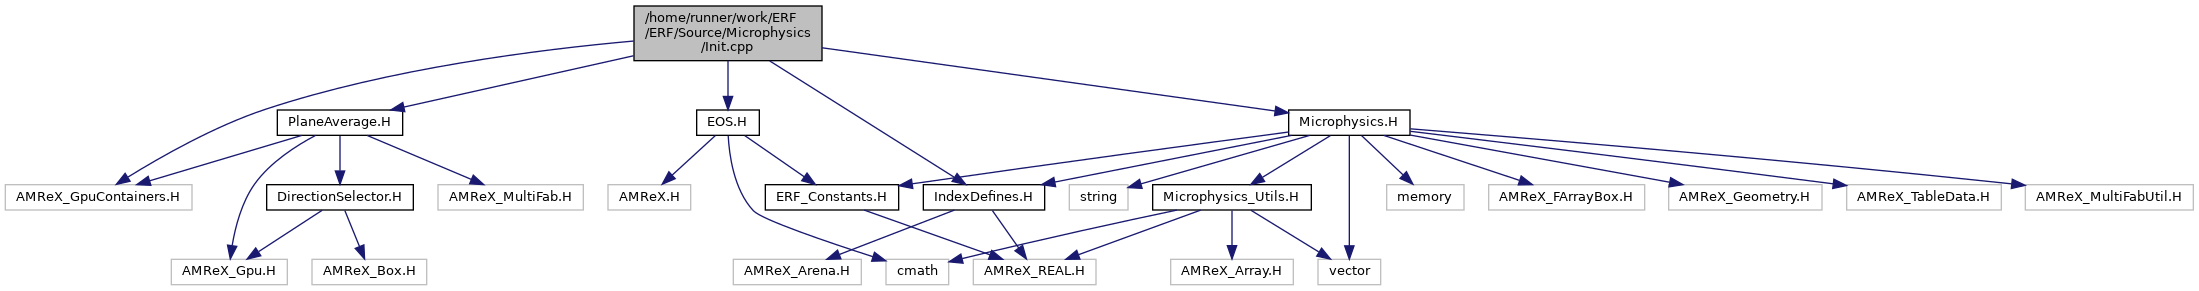 /home/runner/work/ERF
/ERF/Source/Microphysics
/Init.cpp
PlaneAverage.H
EOS.H
Microphysics.H
AMReX_GpuContainers.H
DirectionSelector.H
AMReX_MultiFab.H
AMReX.H
ERF_Constants.H
IndexDefines.H
string
Microphysics_Utils.H
memory
AMReX_FArrayBox.H
AMReX_Geometry.H
AMReX_TableData.H
AMReX_MultiFabUtil.H
AMReX_Gpu.H
AMReX_Box.H
AMReX_Arena.H
cmath
AMReX_REAL.H
AMReX_Array.H
vector